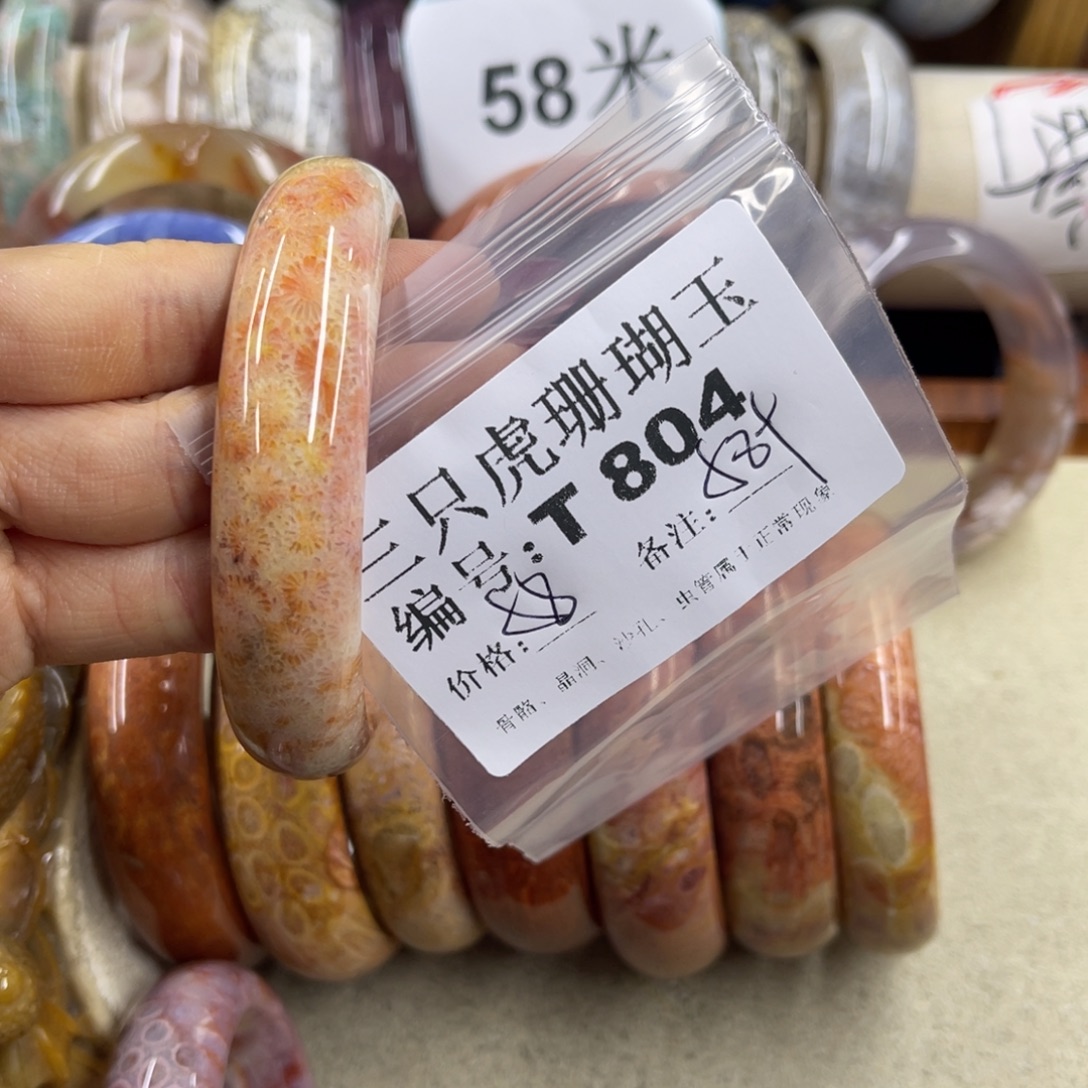 58米
三只虎珊瑚玉
编号:T 804
价格: 备注:
骨骼、晶洞、沙孔、虫管属于正常现象